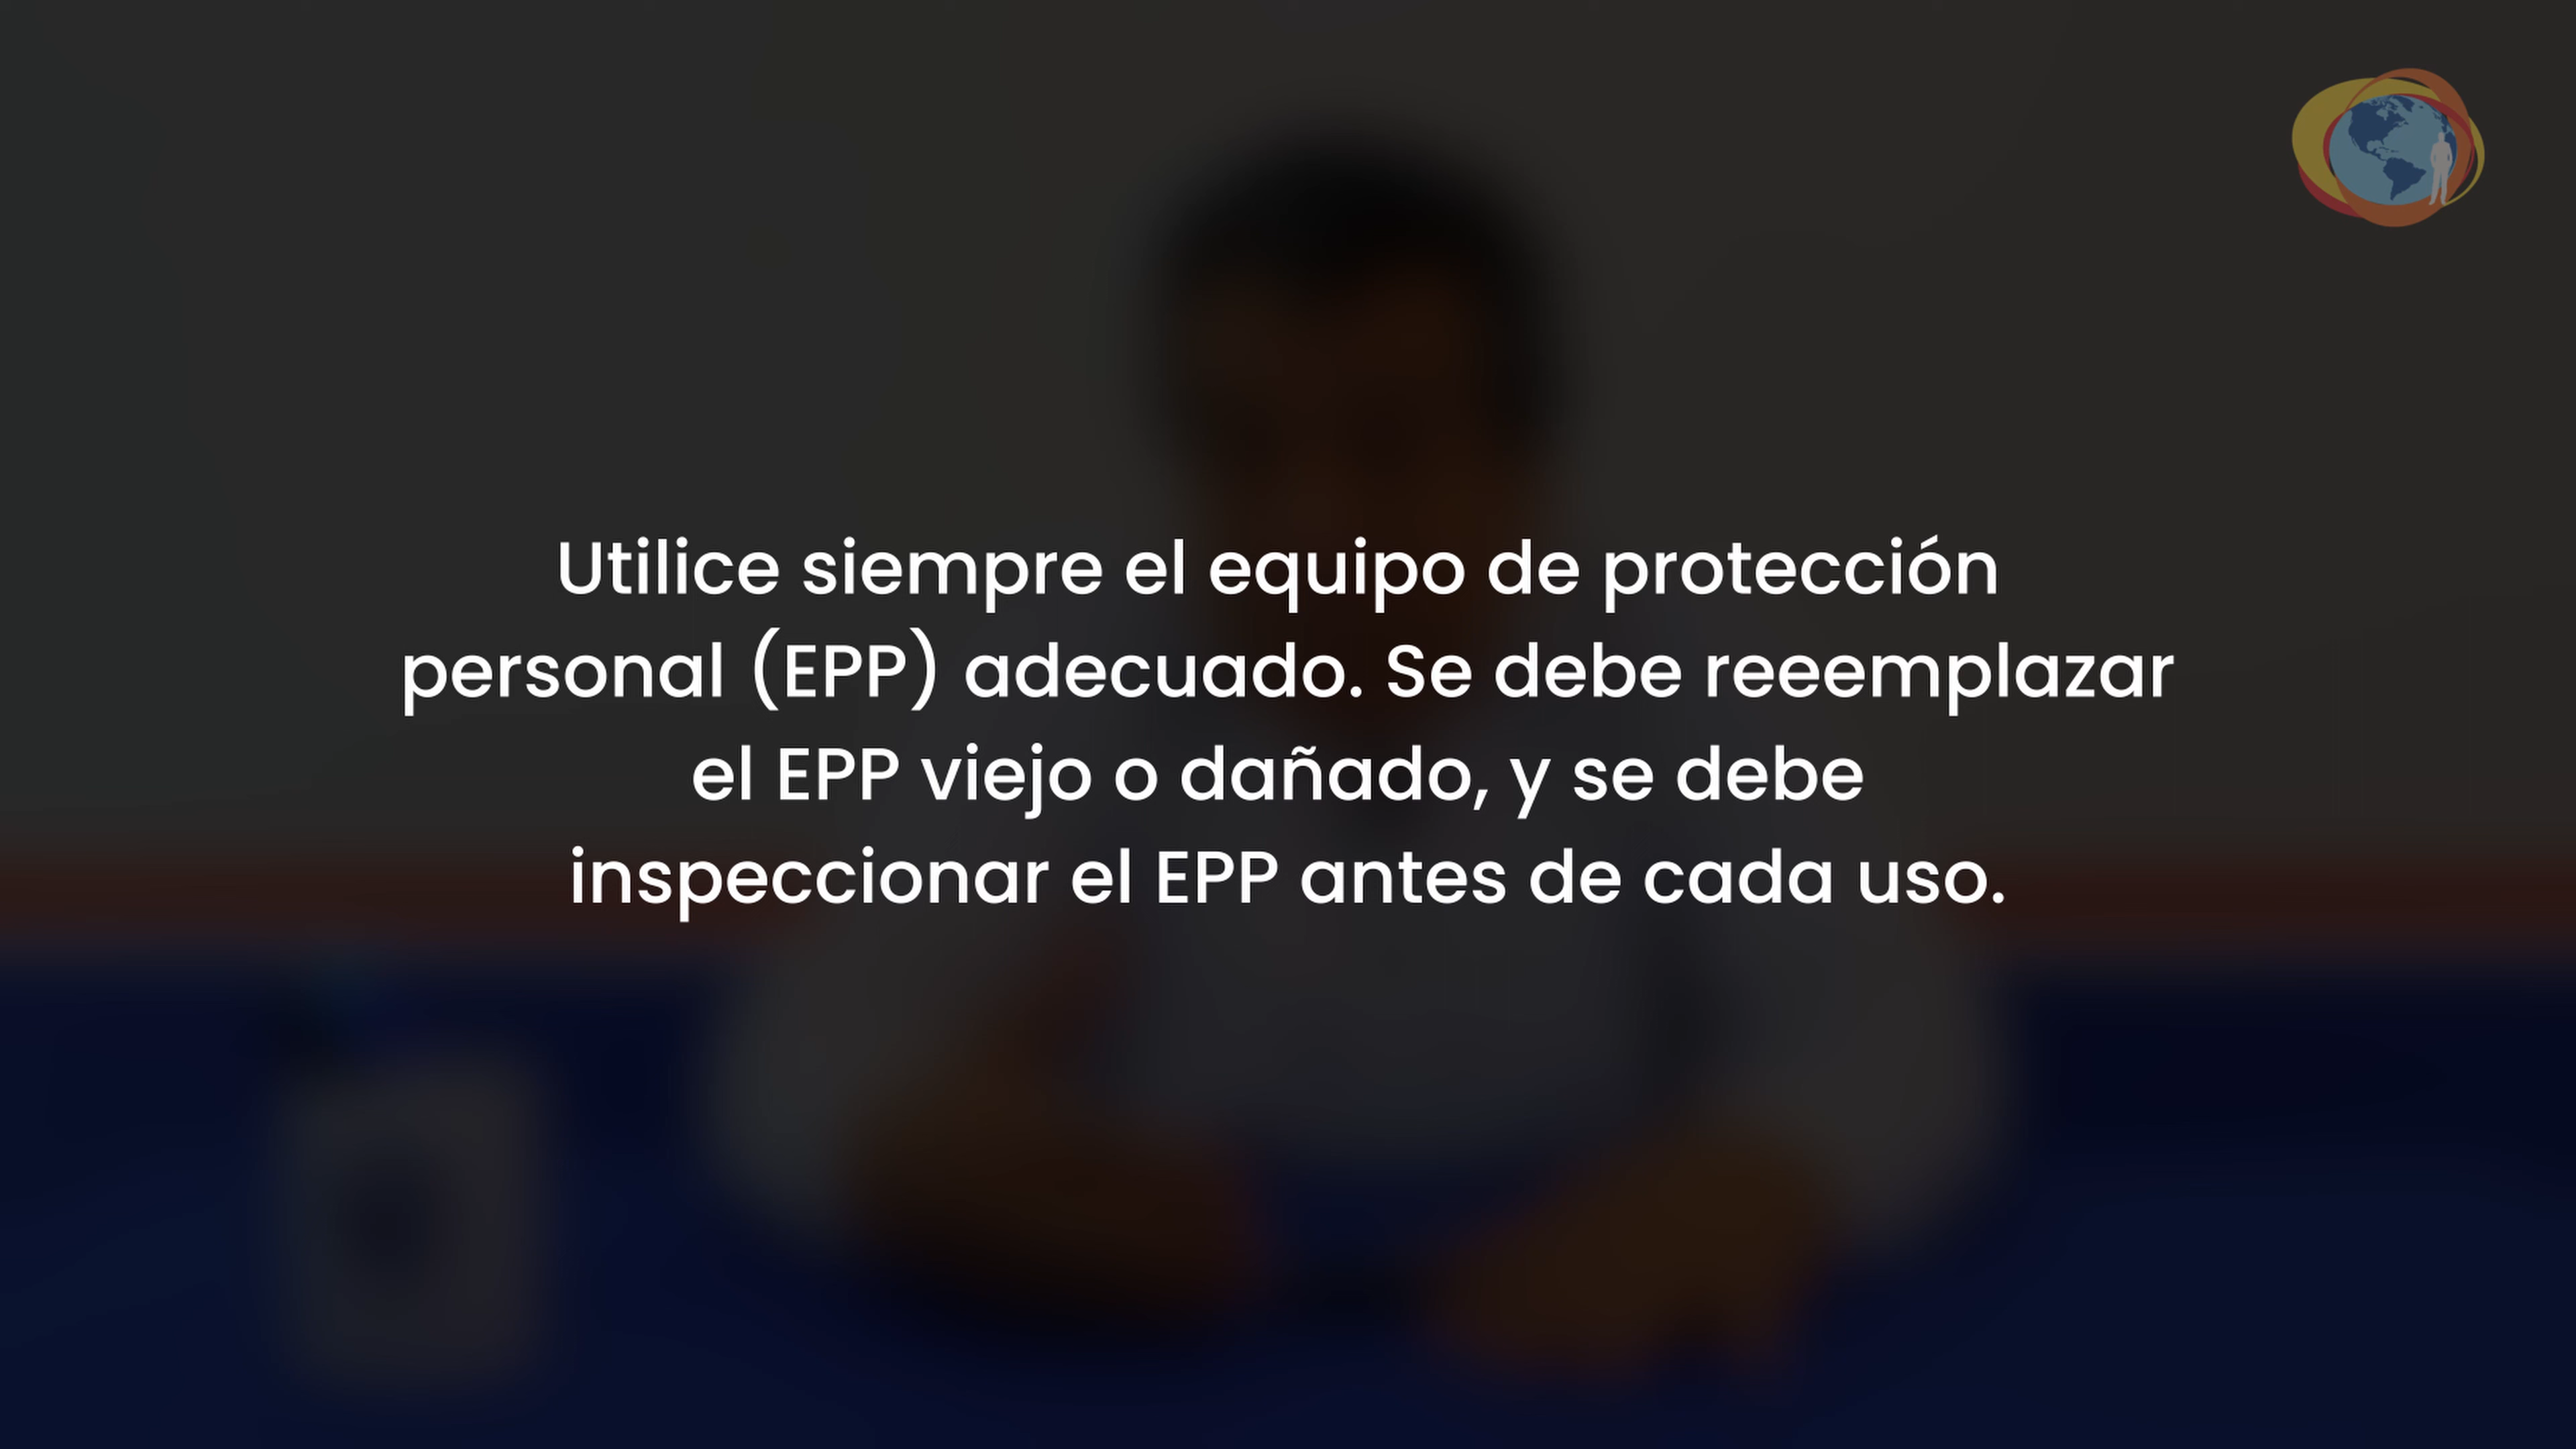 Utilice siempre el equipo de protección
personal (EPP) adecuado. Se debe reeemplazar
el EPP viejo o dañado, y se debe
inspeccionar el EPP antes de cada uso.